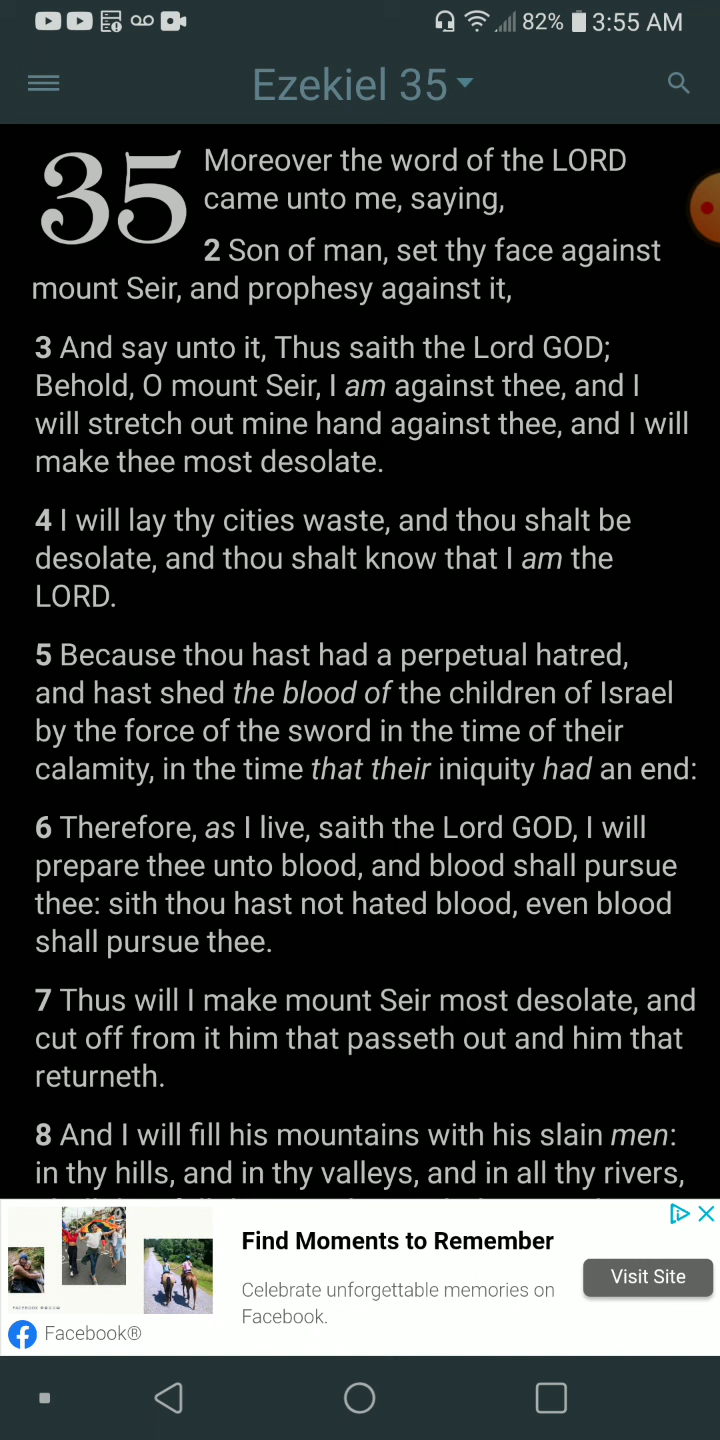 82% 3:55 AM
Ezekiel 35
35 Moreover the word of the LORD
came unto me, saying,
2 Son of man, set thy face against
mount Seir, and prophesy against it,
3 And say unto it, Thus saith the Lord GOD;
Behold, O mount Seir, I am against thee, and I
will stretch out mine hand against thee, and I will
make thee most desolate.
4 I will lay thy cities waste, and thou shalt be
desolate, and thou shalt know that I am the
LORD.
5 Because thou hast had a perpetual hatred,
and hast shed the blood of the children of Israel
by the force of the sword in the time of their
calamity, in the time that their iniquity had an end:
6 Therefore, as I live, saith the Lord GOD, I will
prepare thee unto blood, and blood shall pursue
thee: sith thou hast not hated blood, even blood
shall pursue thee.
7 Thus will I make mount Seir most desolate, and
cut off from it him that passeth out and him that
returneth.
8 And I will fill his mountains with his slain men:
in thy hills, and in thy valleys, and in all thy rivers,
Find Moments to Remember
Celebrate unforgettable memories on
Facebook.
Visit Site
Facebook®